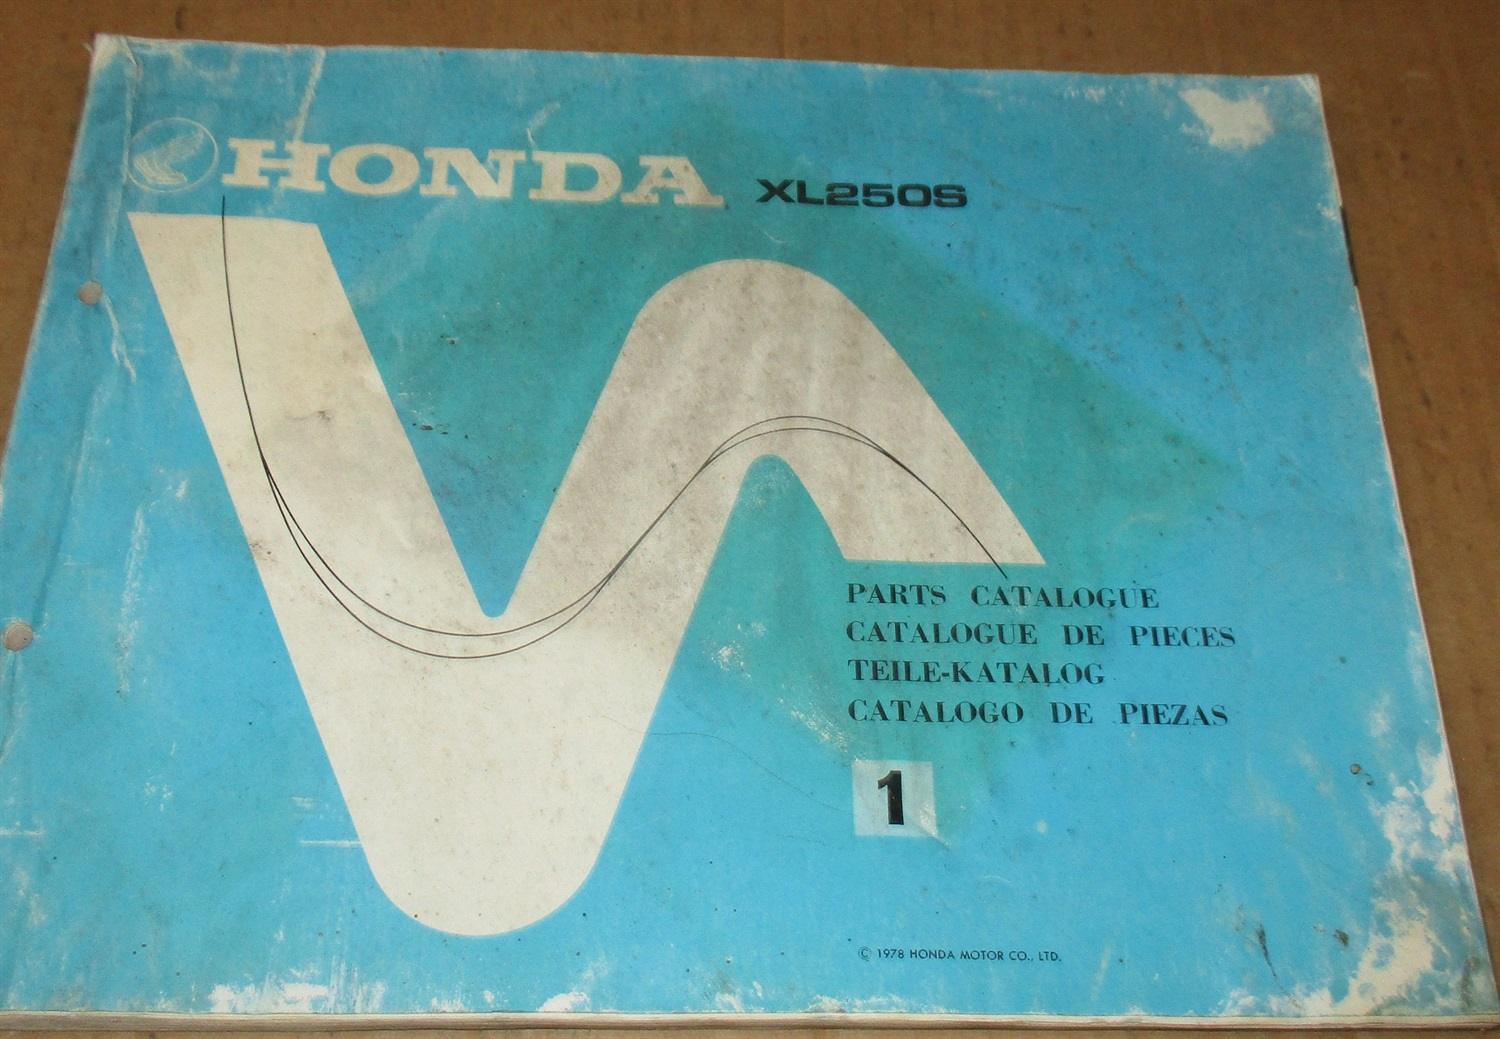 HONDA XL250S
PARTS CATALOGUE
CATALOGUE DE PIECES
TEILE-KATALOG
CATALOGO DE PIEZAS
1
© 1978 HONDA MOTOR CO., LTD.